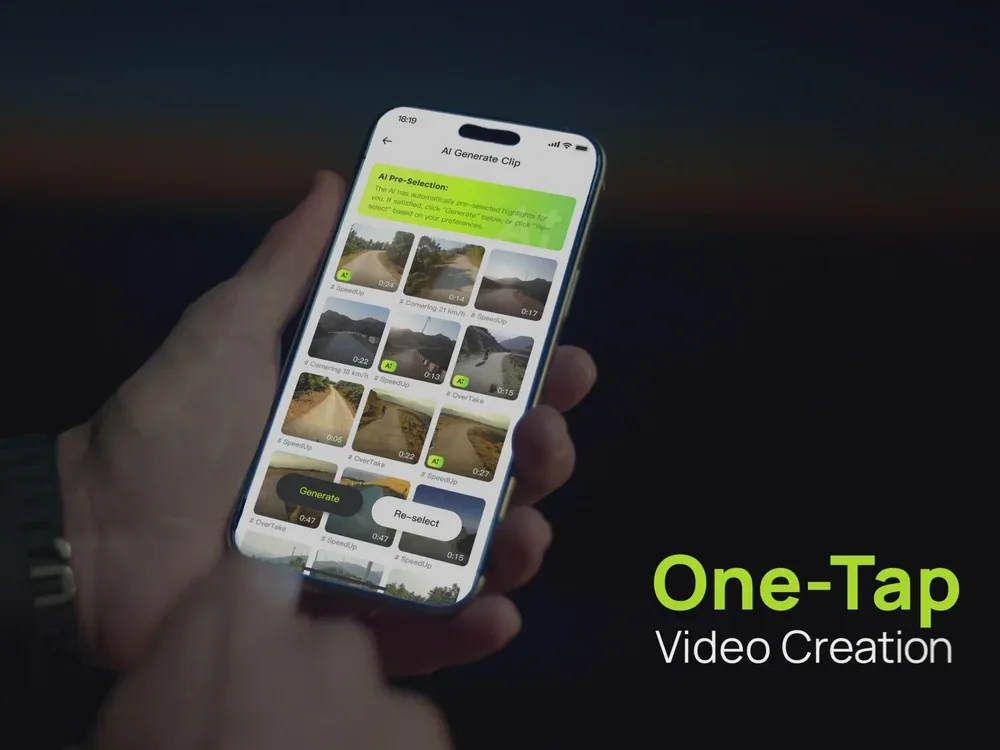 16:19
AI Generate Clip
AI Pre-Selection:
The AI has automatically pre-selected highlights for
you. If satisfied, click "Generate" below, or click "Re-
select" based on your preferences.
AI 0:24
0:14
0:17
# SpeedUp
# Cornering 21 km/h
# SpeedUp
0:22
AI 0:13
AI 0:15
# Cornering 16 km/h
# SpeedUp
# OverTake
0:05
0:22
AI 0:27
# SpeedUp
# OverTake
# SpeedUp
Generate
Re-select
0:47
0:47
0:15
# OverTake
# SpeedUp
# SpeedUp
One-Tap
Video Creation